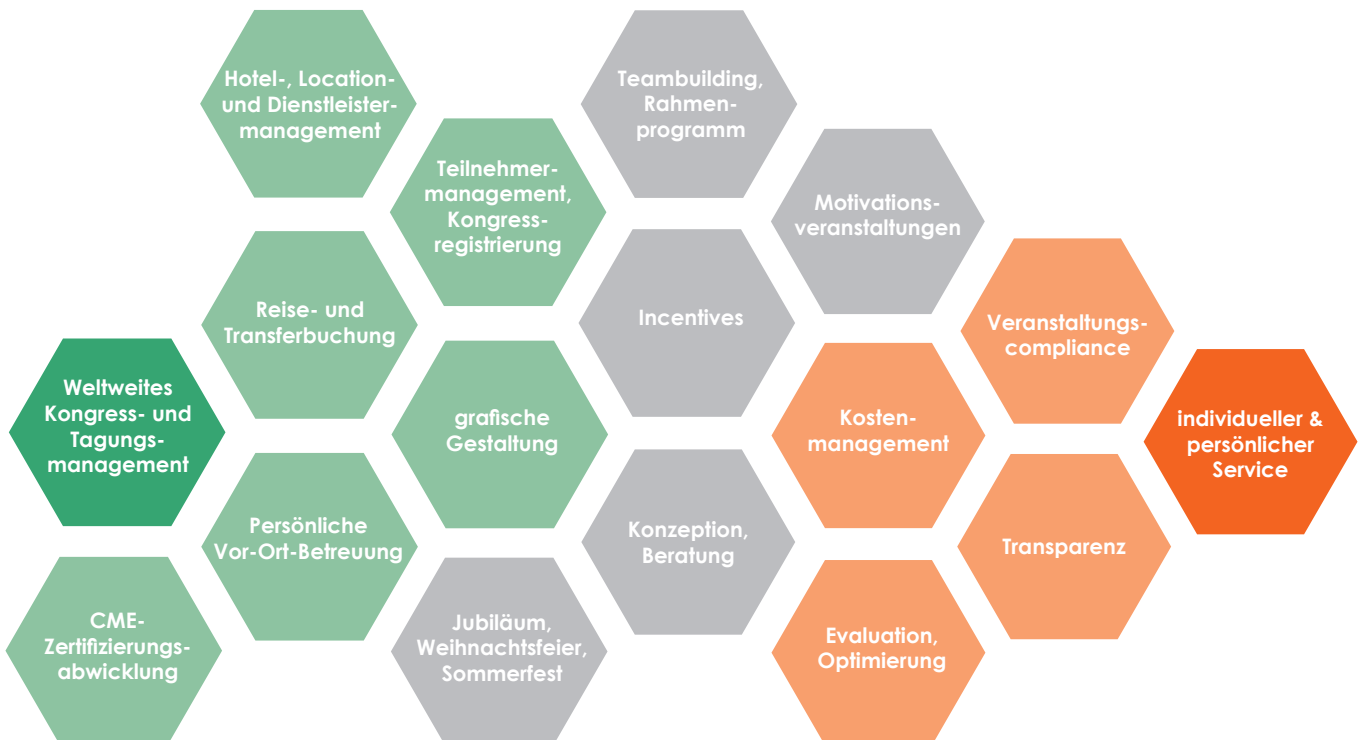 Hotel-, Location-
und Dienstleister-
management
Teambuilding,
Rahmen-
programm
Teilnehmer-
management,
Kongress-
registrierung
Motivations-
veranstaltungen
Reise- und
Transferbuchung
Incentives
Veranstaltungs-
compliance
Weltweites
Kongress- und
Tagungs-
management
grafische
Gestaltung
Kosten-
management
individueller &
persönlicher
Service
Persönliche
Vor-Ort-Betreuung
Konzeption,
Beratung
Transparenz
CME-
Zertifizierungs-
abwicklung
Jubiläum,
Weihnachtsfeier,
Sommerfest
Evaluation,
Optimierung